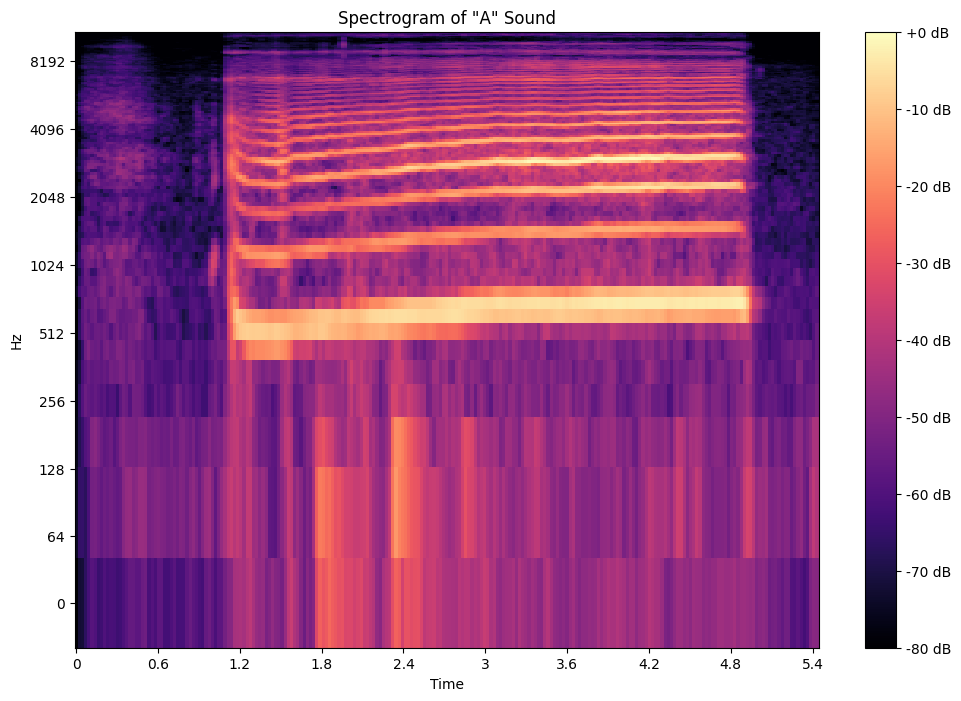 Spectrogram of "A" Sound
Hz
8192
4096
2048
1024
512
256
128
64
0
0 0.6 1.2 1.8 2.4 3 3.6 4.2 4.8 5.4
Time
+0 dB
-10 dB
-20 dB
-30 dB
-40 dB
-50 dB
-60 dB
-70 dB
-80 dB